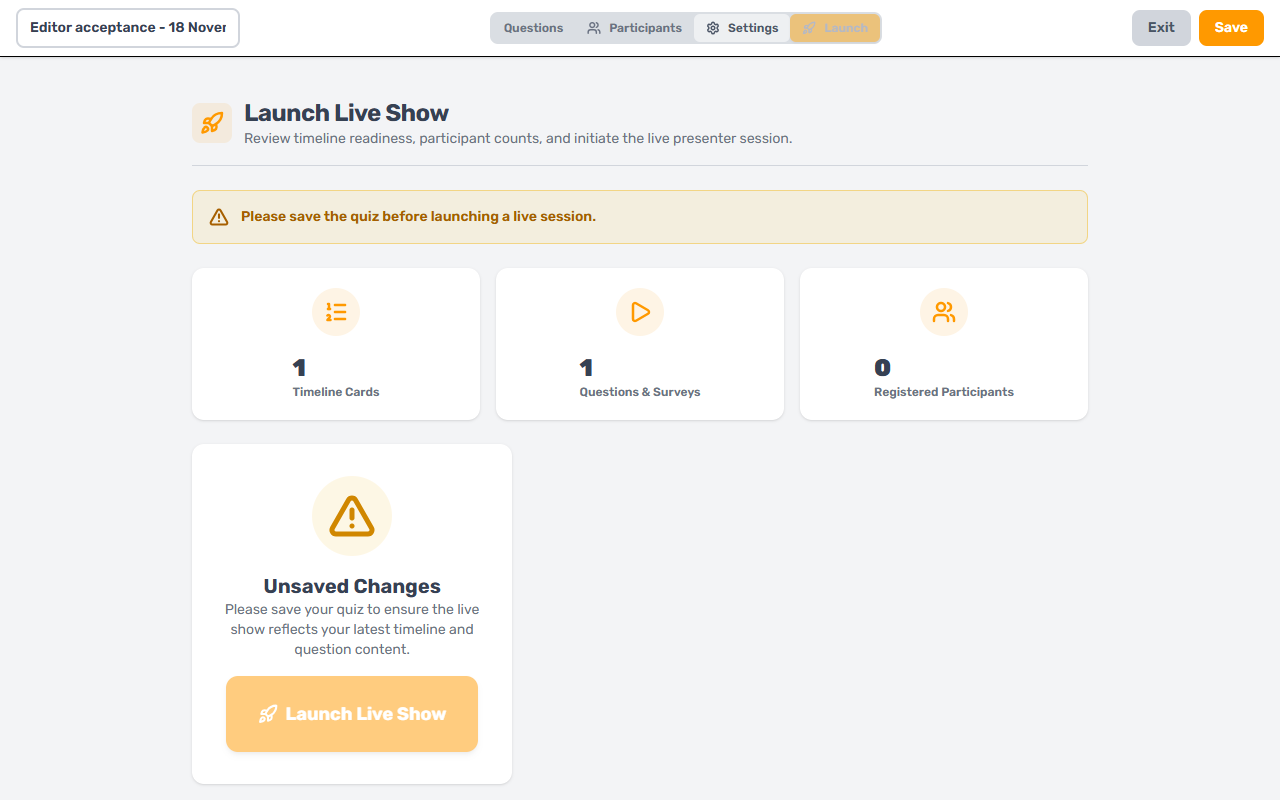 Editor acceptance - 18 Nover
Questions
Participants
Settings
Launch
Exit
Save
Launch Live Show
Review timeline readiness, participant counts, and initiate the live presenter session.
Please save the quiz before launching a live session.
1
Timeline Cards
1
Questions & Surveys
0
Registered Participants
Unsaved Changes
Please save your quiz to ensure the live
show reflects your latest timeline and
question content.
Launch Live Show